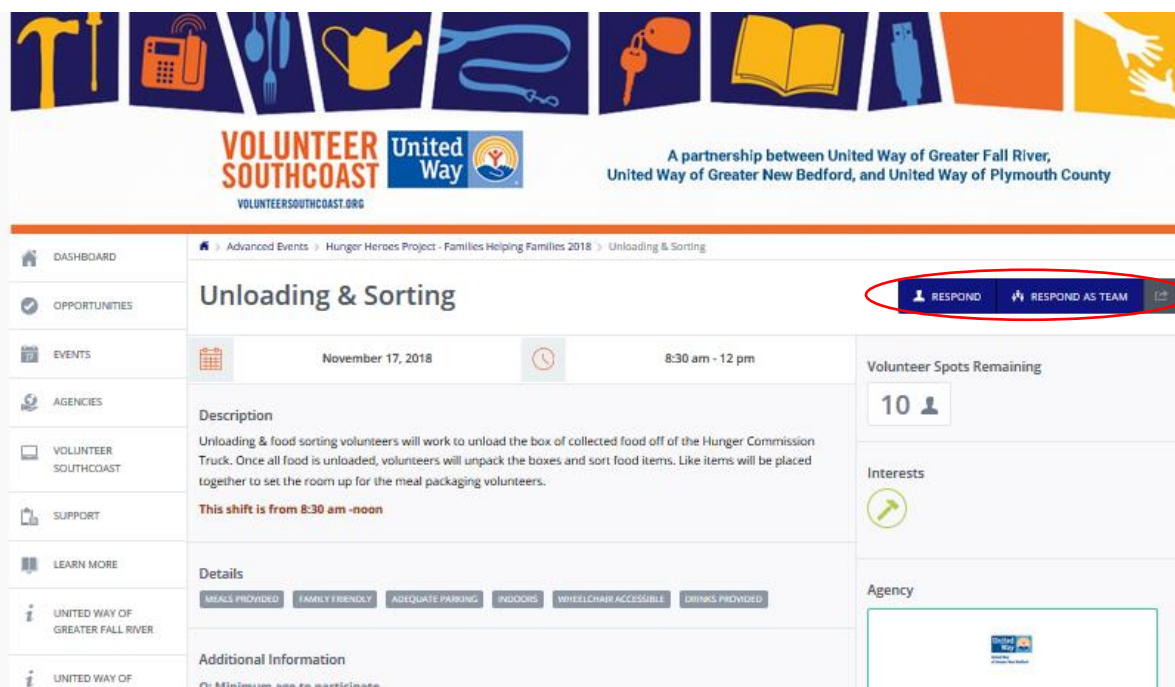 VOLUNTEER
SOUTHCOAST
VOLUNTEERSOUTHCOAST.ORG
United
Way
A partnership between United Way of Greater Fall River,
United Way of Greater New Bedford, and United Way of Plymouth County
Advanced Events > Hunger Heroes Project - Families Helping Families 2018 > Unloading & Sorting
DASHBOARD
OPPORTUNITIES
EVENTS
AGENCIES
VOLUNTEER
SOUTHCOAST
SUPPORT
LEARN MORE
UNITED WAY OF
GREATER FALL RIVER
UNITED WAY OF
Unloading & Sorting
RESPOND
RESPOND AS TEAM
November 17, 2018
8:30 am - 12 pm
Description
Unloading & food sorting volunteers will work to unload the box of collected food off of the Hunger Commission
Truck. Once all food is unloaded, volunteers will unpack the boxes and sort food items. Like items will be placed
together to set the room up for the meal packaging volunteers.
This shift is from 8:30 am -noon
Details
MEALS PROVIDED
FAMILY FRIENDLY
ADEQUATE PARKING
INDOORS
WHEELCHAIR ACCESSIBLE
DRINKS PROVIDED
Additional Information
Q: Minimum age to participate
Volunteer Spots Remaining
10
Interests
Agency
United
Way